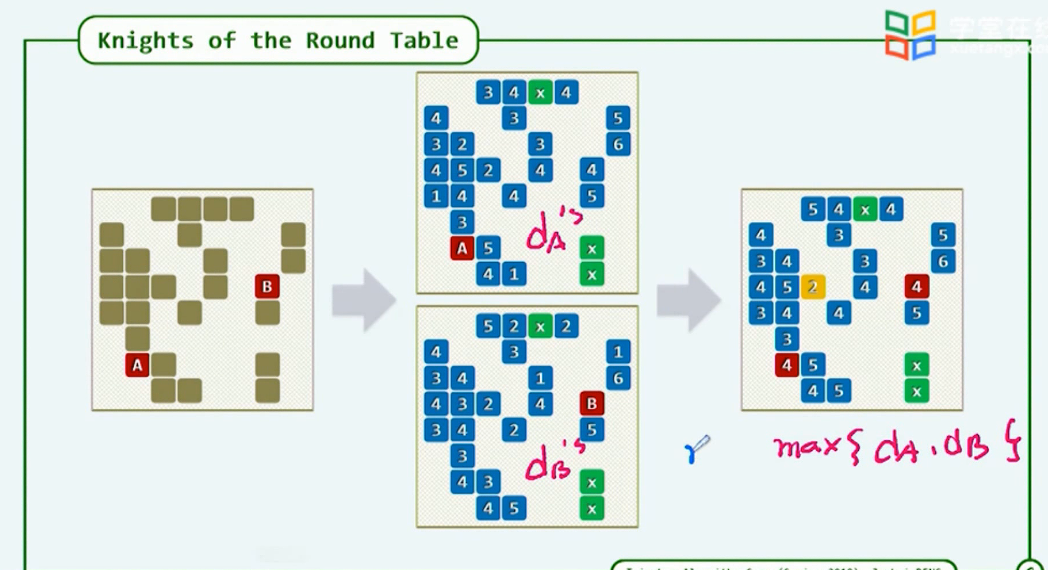 Knights of the Round Table
学堂在线
3 4 x 4
4 3 5
3 2 3 6
4 5 2 4 4
1 4 4 5
3
A 5 x
4 1 x
dA's
B
A
5 2 x 2
4 3 1
3 4 1 6
4 3 2 4 B
3 4 2 5
3
4 3 x
4 5 x
dB's
5 4 x 4
4 3 5
3 4 3 6
4 5 2 4 4
3 4 4 5
3
4 5 x
4 5 x
max{dA, dB}